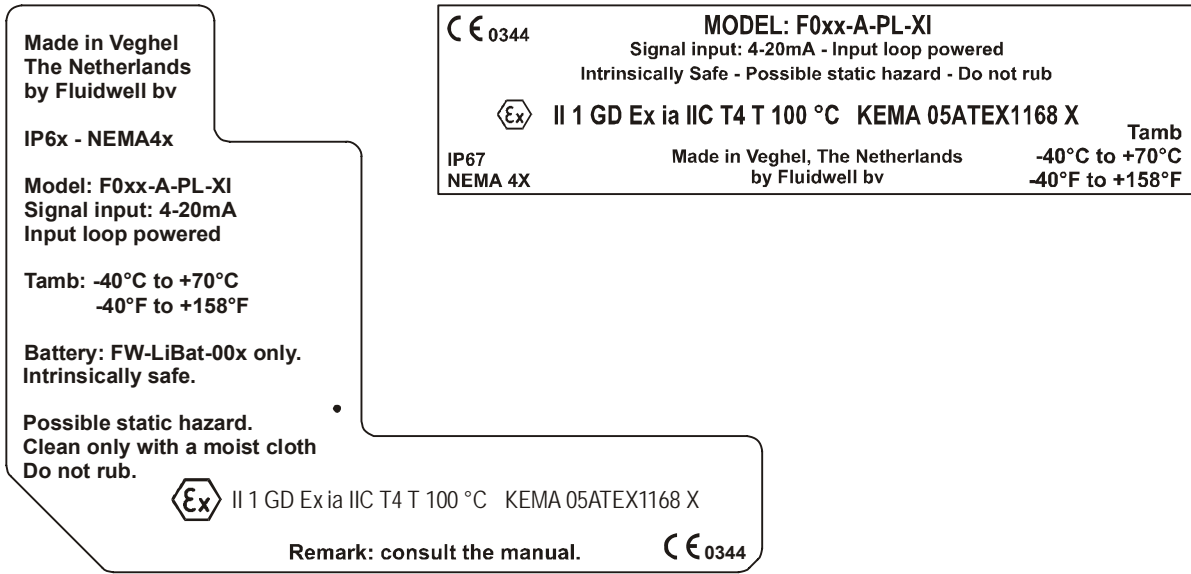 Made in Veghel
The Netherlands
by Fluidwell bv
IP6x - NEMA4x
Model: F0xx-A-PL-XI
Signal input: 4-20mA
Input loop powered
Tamb: -40°C to +70°C
-40°F to +158°F
Battery: FW-LiBat-00x only.
Intrinsically safe.
Possible static hazard.
Clean only with a moist cloth
Do not rub.
Ex II 1 GD Ex ia IIC T4 T 100 °C KEMA 05ATEX1168 X
Remark: consult the manual. CE 0344
CE 0344 MODEL: F0xx-A-PL-XI
Signal input: 4-20mA - Input loop powered
Intrinsically Safe - Possible static hazard - Do not rub
Ex II 1 GD Ex ia IIC T4 T 100 °C KEMA 05ATEX1168 X
Tamb
IP67 Made in Veghel, The Netherlands -40°C to +70°C
NEMA 4X by Fluidwell bv -40°F to +158°F